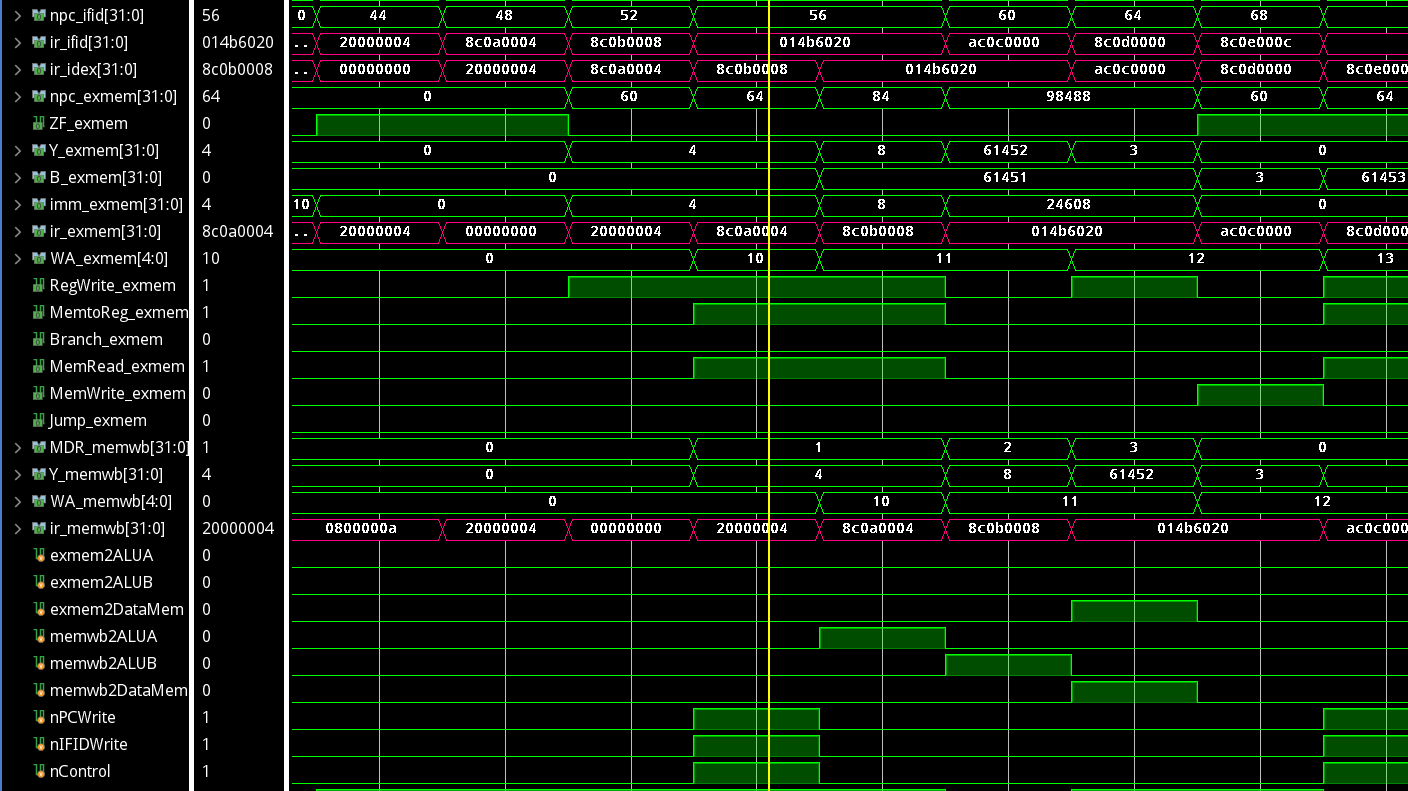 npc_ifid[31:0] 56 0 44 48 52 56 60 64 68
ir_ifid[31:0] 014b6020 .. 20000004 8c0a0004 8c0b0008 014b6020 ac0c0000 8c0d0000 8c0e000c
ir_idex[31:0] 8c0b0008 .. 00000000 20000004 8c0a0004 8c0b0008 014b6020 ac0c0000 8c0d0000 8c0e000
npc_exmem[31:0] 64 0 60 64 84 98488 60 64
ZF_exmem 0
Y_exmem[31:0] 4 0 4 8 61452 3 0
B_exmem[31:0] 0 0 61451 3 61453
imm_exmem[31:0] 4 10 0 4 8 24608 0
ir_exmem[31:0] 8c0a0004 .. 20000004 00000000 20000004 8c0a0004 8c0b0008 014b6020 ac0c0000 8c0d000
WA_exmem[4:0] 10 0 10 11 12 13
RegWrite_exmem 1
MemtoReg_exmem 1
Branch_exmem 0
MemRead_exmem 1
MemWrite_exmem 0
Jump_exmem 0
MDR_memwb[31:0] 1 0 1 2 3 0
Y_memwb[31:0] 4 0 4 8 61452 3
WA_memwb[4:0] 0 0 10 11 12
ir_memwb[31:0] 20000004 0800000a 20000004 00000000 20000004 8c0a0004 8c0b0008 014b6020 ac0c000
exmem2ALUA 0
exmem2ALUB 0
exmem2DataMem 0
memwb2ALUA 0
memwb2ALUB 0
memwb2DataMem 0
nPCWrite 1
nIFIDWrite 1
nControl 1